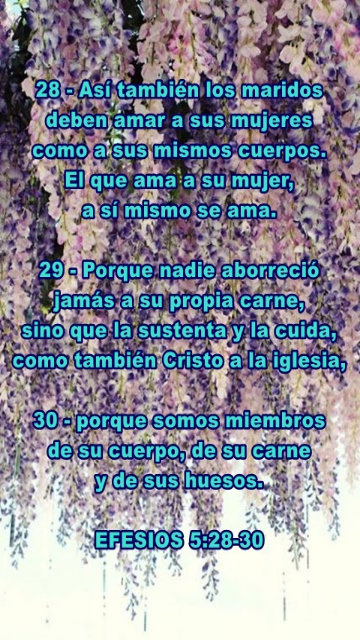 28 - Así también los maridos
deben amar a sus mujeres
como a sus mismos cuerpos.
El que ama a su mujer,
a sí mismo se ama.
29 - Porque nadie aborreció
jamás a su propia carne,
sino que la sustenta y la cuida,
como también Cristo a la iglesia,
30 - porque somos miembros
de su cuerpo, de su carne
y de sus huesos.
EFESIOS 5:28-30